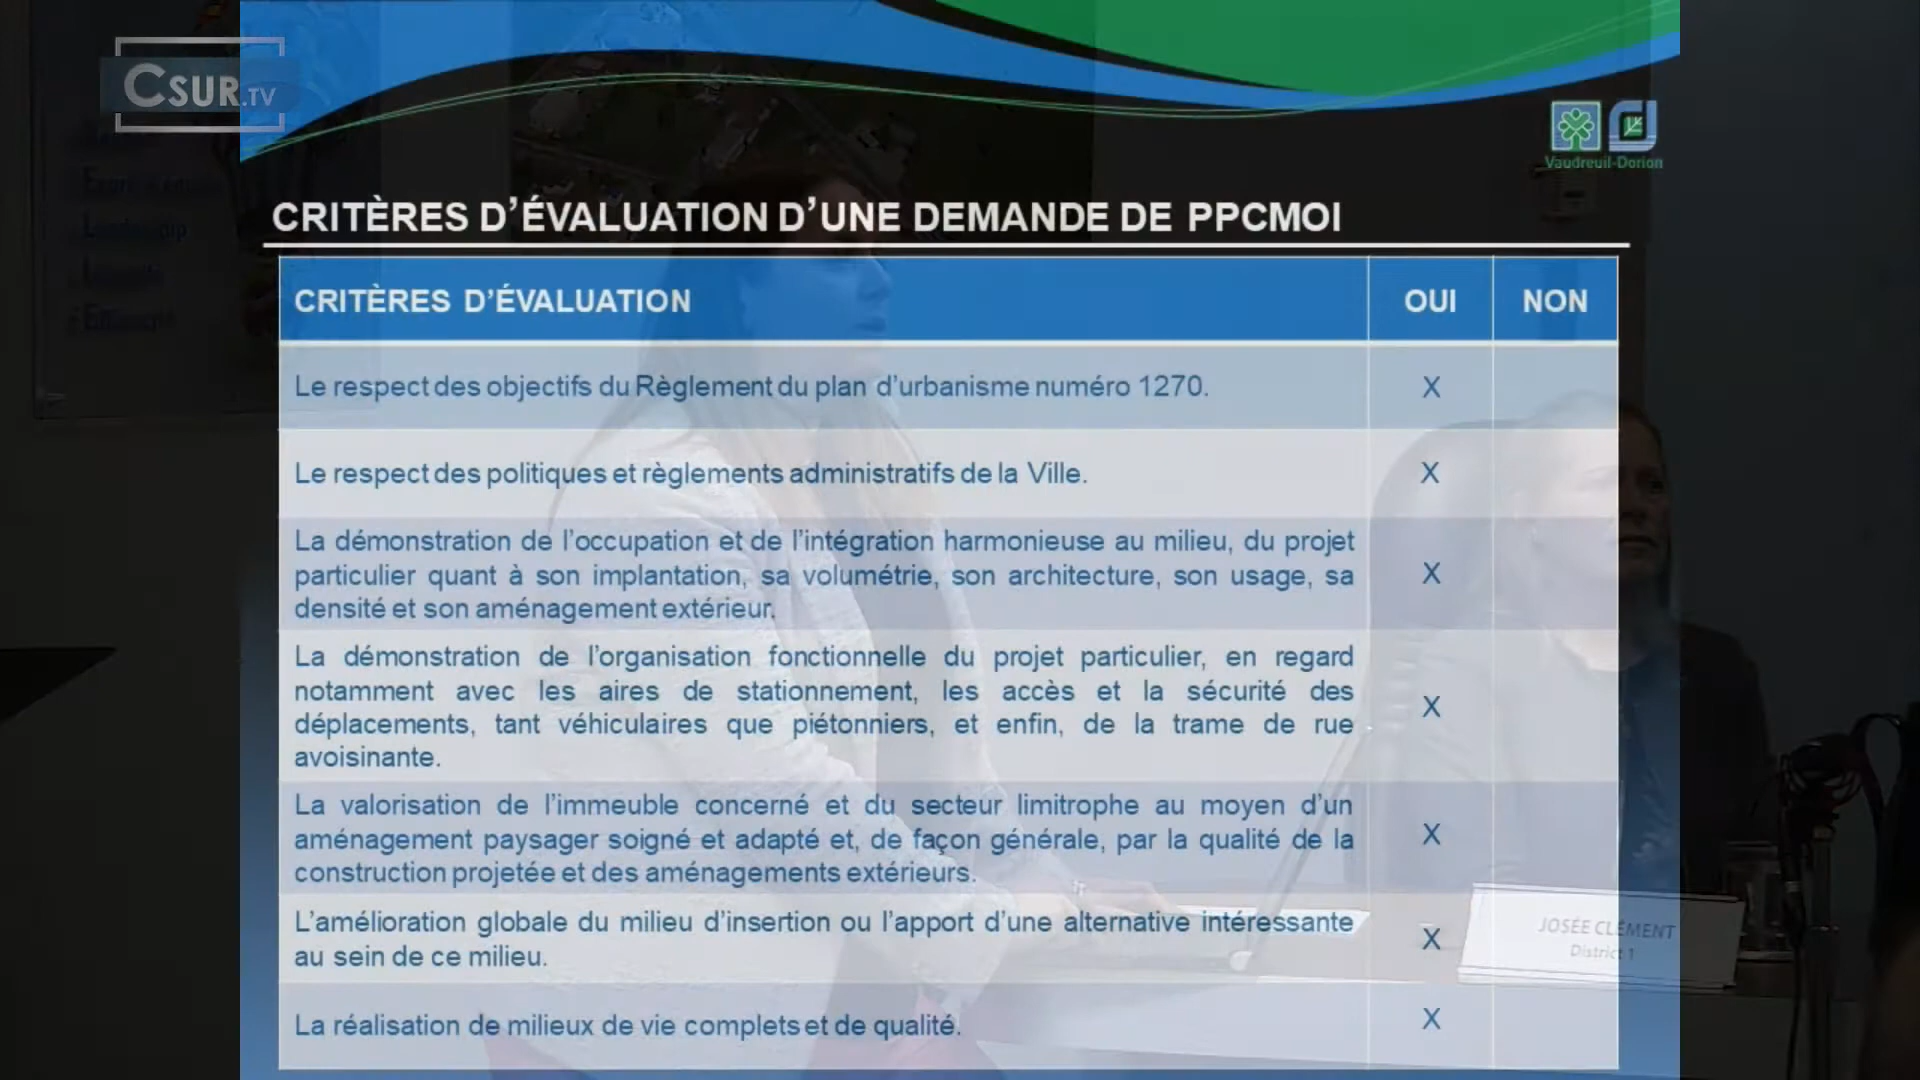 CSUR.TV
Vaudreuil-Dorion
CRITÈRES D'ÉVALUATION D'UNE DEMANDE DE PPCMOI
CRITÈRES D'ÉVALUATION OUI NON
Le respect des objectifs du Règlement du plan d'urbanisme numéro 1270. X
Le respect des politiques et règlements administratifs de la Ville. X
La démonstration de l'occupation et de l'intégration harmonieuse au milieu, du projet
particulier quant à son implantation, sa volumétrie, son architecture, son usage, sa
densité et son aménagement extérieur. X
La démonstration de l'organisation fonctionnelle du projet particulier, en regard
notamment avec les aires de stationnement, les accès et la sécurité des
déplacements, tant véhiculaires que piétonniers, et enfin, de la trame de rue
avoisinante. X
La valorisation de l'immeuble concerné et du secteur limitrophe au moyen d'un
aménagement paysager soigné et adapté et, de façon générale, par la qualité de la
construction projetée et des aménagements extérieurs. X
L'amélioration globale du milieu d'insertion ou l'apport d'une alternative intéressante
au sein de ce milieu. X
La réalisation de milieux de vie complets et de qualité. X
JOSÉE CLÉMENT
District 1